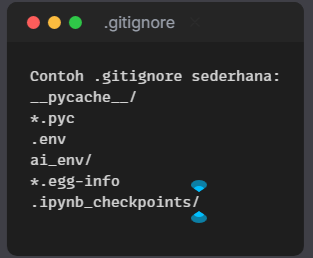 .gitignore
Contoh .gitignore sederhana:
__pycache__/
*.pyc
.env
ai_env/
*.egg-info
.ipynb_checkpoints/